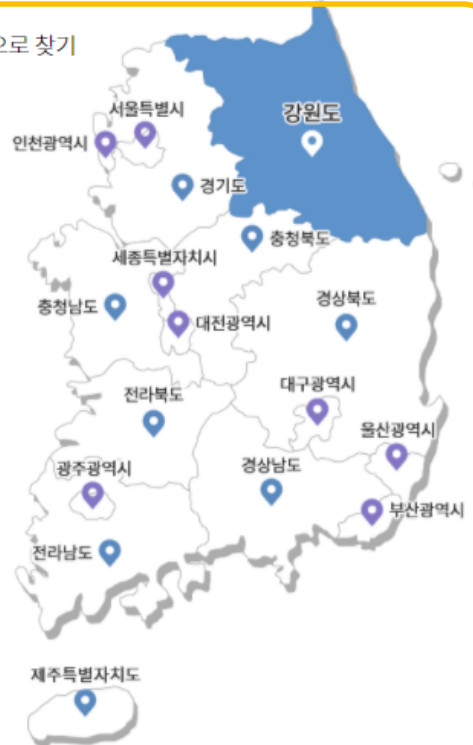 으로 찾기
강원도
서울특별시
인천광역시
경기도
충청북도
세종특별자치시
충청남도
경상북도
대전광역시
대구광역시
전라북도
울산광역시
광주광역시
경상남도
부산광역시
전라남도
제주특별자치도